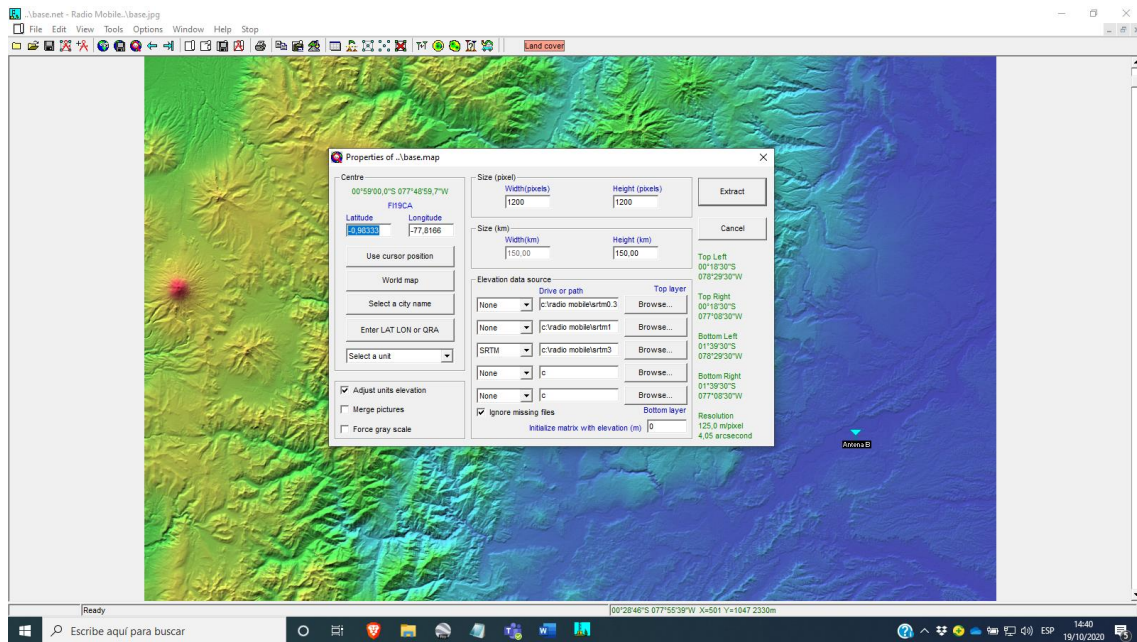 ..\base.net - Radio Mobile..\base.jpg
File Edit View Tools Options Window Help Stop
Land cover
Properties of ..\base.map
Centre
00°59'00,0"S 077°48'59,7"W
FI19CA
Latitude Longitude
-0,98333 -77,8166
Use cursor position
World map
Select a city name
Enter LAT LON or QRA
Select a unit
Adjust units elevation
Merge pictures
Force gray scale
Size (pixel)
Width(pixels) Height (pixels)
1200 1200
Size (km)
Width(km) Height (km)
150,00 150,00
Elevation data source
Drive or path Top layer
None c:\radio mobile\srtm0.3 Browse...
None c:\radio mobile\srtm1 Browse...
SRTM c:\radio mobile\srtm3 Browse...
None c Browse...
None c Browse...
Ignore missing files Bottom layer
Initialize matrix with elevation (m) 0
Extract
Cancel
Top Left
00°18'30"S
078°29'30"W
Top Right
00°18'30"S
077°08'30"W
Bottom Left
01°39'30"S
078°29'30"W
Bottom Right
01°39'30"S
077°08'30"W
Resolution
125,0 m/pixel
4,05 arcsecond
Antena B
Ready
00°28'46"S 077°55'39"W X=501 Y=1047 2330m
Escribe aquí para buscar
ESP
14:40
19/10/2020